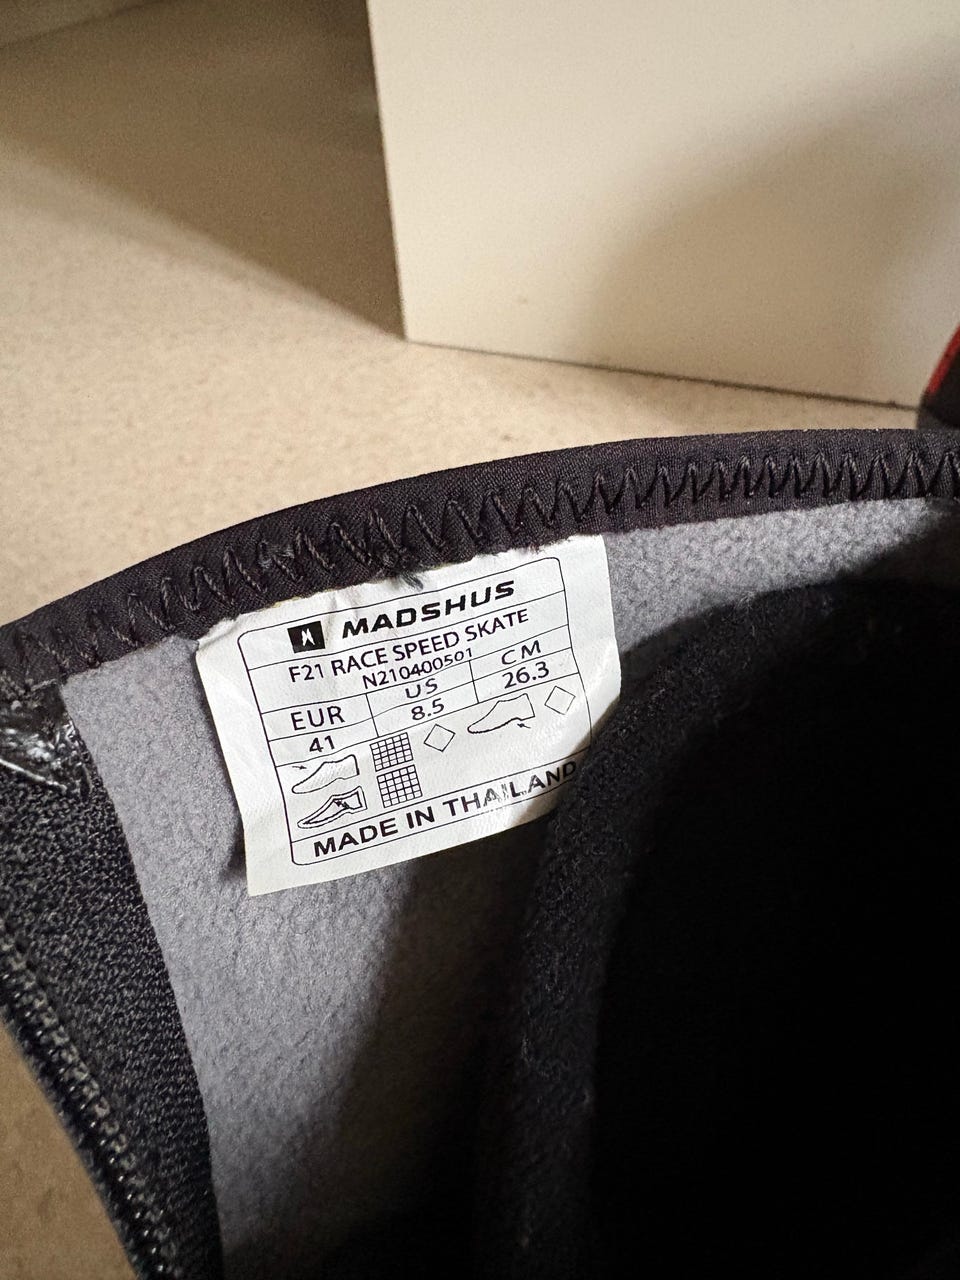 MADSHUS
F21 RACE SPEED SKATE
N210400501
EUR US CM
41 8.5 26.3
MADE IN THAILAND